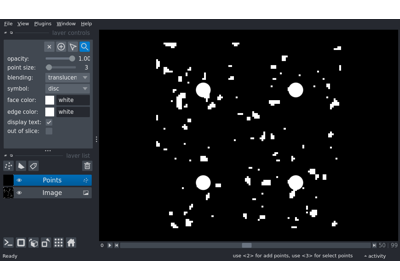 File View Plugins Window Help
layer controls
opacity: 1.00
point size: 3
blending: translucen
symbol: disc
face color: white
edge color: white
display text:
out of slice:
layer list
Points
Image
0 50 99
use <2> for add points, use <3> for select points
activity
Ready